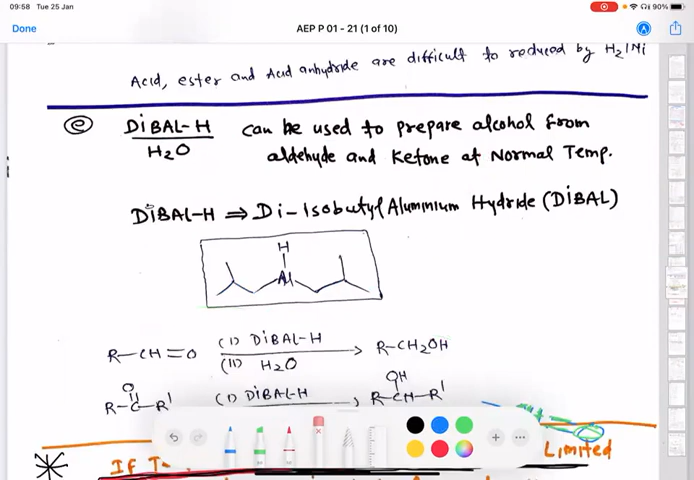 09:58 Tue 25 Jan
90%
Done
AEP P 01 - 21 (1 of 10)
Acid, ester and Acid anhydride are difficult to reduced by H2/Ni
(e) DiBAL-H / H2O can be used to prepare alcohol from
aldehyde and Ketone at Normal Temp.
DiBAL-H ⇒ Di-Isobutyl Alumnium Hydride (DiBAL)
H
Al
R-CH=O (I) DiBAL-H (II) H2O → R-CH2OH
R-C(=O)-R' (I) DiBAL-H → R-CH(OH)-R'
Limited
If